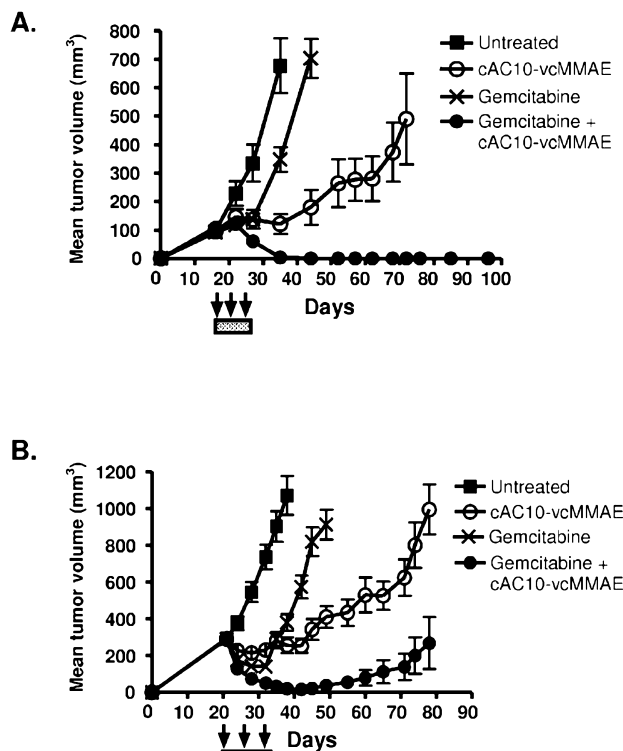 A.
Mean tumor volume (mm3)
800
700
600
500
400
300
200
100
0
0 10 20 30 40 50 60 70 80 90 100
Days
Untreated
cAC10-vcMMAE
Gemcitabine
Gemcitabine +
cAC10-vcMMAE
B.
Mean tumor volume (mm3)
1200
1000
800
600
400
200
0
0 10 20 30 40 50 60 70 80 90
Days
Untreated
cAC10-vcMMAE
Gemcitabine
Gemcitabine +
cAC10-vcMMAE